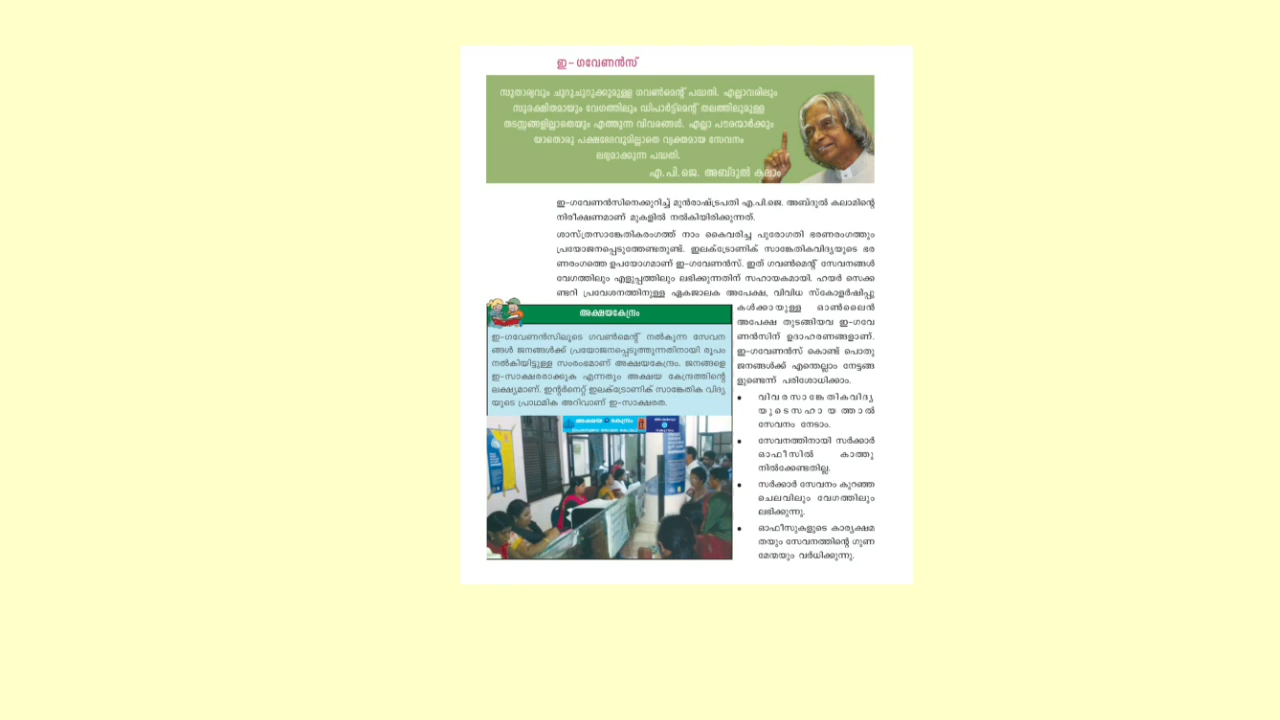 ഇ-ഗവേണൻസ്
സുതാര്യവും ചുറുചുറുക്കുമുള്ള ഗവൺമെന്റ് പദ്ധതി. എല്ലാവരിലും
സുരക്ഷിതമായും വേഗത്തിലും ഡിപാർട്ട്മെന്റ് തലത്തിലുമുള്ള
തടസ്സങ്ങളില്ലാതെയും എത്തുന്ന വിവരങ്ങൾ. എല്ലാ പൗരന്മാർക്കും
യാതൊരു പക്ഷഭേദവുമില്ലാതെ വ്യക്തമായ സേവനം
ലഭ്യമാക്കുന്ന പദ്ധതി.
എ.പി.ജെ. അബ്ദുൽ കലാം
ഇ-ഗവേണൻസിനെക്കുറിച്ച് മുൻരാഷ്ട്രപതി എ.പി.ജെ. അബ്ദുൽ കലാമിന്റെ
നിരീക്ഷണമാണ് മുകളിൽ നൽകിയിരിക്കുന്നത്.
ശാസ്ത്രസാങ്കേതികരംഗത്ത് നാം കൈവരിച്ച പുരോഗതി ഭരണരംഗത്തും
പ്രയോജനപ്പെടുത്തേണ്ടതുണ്ട്. ഇലക്ട്രോണിക് സാങ്കേതികവിദ്യയുടെ ഭര
ണരംഗത്തെ ഉപയോഗമാണ് ഇ-ഗവേണൻസ്. ഇത് ഗവൺമെന്റ് സേവനങ്ങൾ
വേഗത്തിലും എളുപ്പത്തിലും ലഭിക്കുന്നതിന് സഹായകമായി. ഹയർ സെക്ക
ണ്ടറി പ്രവേശനത്തിനുള്ള ഏകജാലക അപേക്ഷ, വിവിധ സ്കോളർഷിപ്പു
കൾക്കായുള്ള ഓൺലൈൻ
അപേക്ഷ തുടങ്ങിയവ ഇ-ഗവേ
ണൻസിന് ഉദാഹരണങ്ങളാണ്.
ഇ-ഗവേണൻസ് കൊണ്ട് പൊതു
ജനങ്ങൾക്ക് എന്തെല്ലാം നേട്ടങ്ങ
ളുണ്ടെന്ന് പരിശോധിക്കാം.
• വിവരസാങ്കേതികവിദ്യ
യുടെസഹായത്താൽ
സേവനം നേടാം.
• സേവനത്തിനായി സർക്കാർ
ഓഫീസിൽ കാത്തു
നിൽക്കേണ്ടതില്ല.
• സർക്കാർ സേവനം കുറഞ്ഞ
ചെലവിലും വേഗത്തിലും
ലഭിക്കുന്നു.
• ഓഫീസുകളുടെ കാര്യക്ഷമ
തയും സേവനത്തിന്റെ ഗുണ
മേന്മയും വർധിക്കുന്നു.
അക്ഷയകേന്ദ്രം
ഇ-ഗവേണൻസിലൂടെ ഗവൺമെന്റ് നൽകുന്ന സേവന
ങ്ങൾ ജനങ്ങൾക്ക് പ്രയോജനപ്പെടുത്തുന്നതിനായി രൂപം
നൽകിയിട്ടുള്ള സംരംഭമാണ് അക്ഷയകേന്ദ്രം. ജനങ്ങളെ
ഇ-സാക്ഷരരാക്കുക എന്നതും അക്ഷയ കേന്ദ്രത്തിന്റെ
ലക്ഷ്യമാണ്. ഇന്റർനെറ്റ് ഇലക്ട്രോണിക് സാങ്കേതിക വിദ്യ
യുടെ പ്രാഥമിക അറിവാണ് ഇ-സാക്ഷരത.